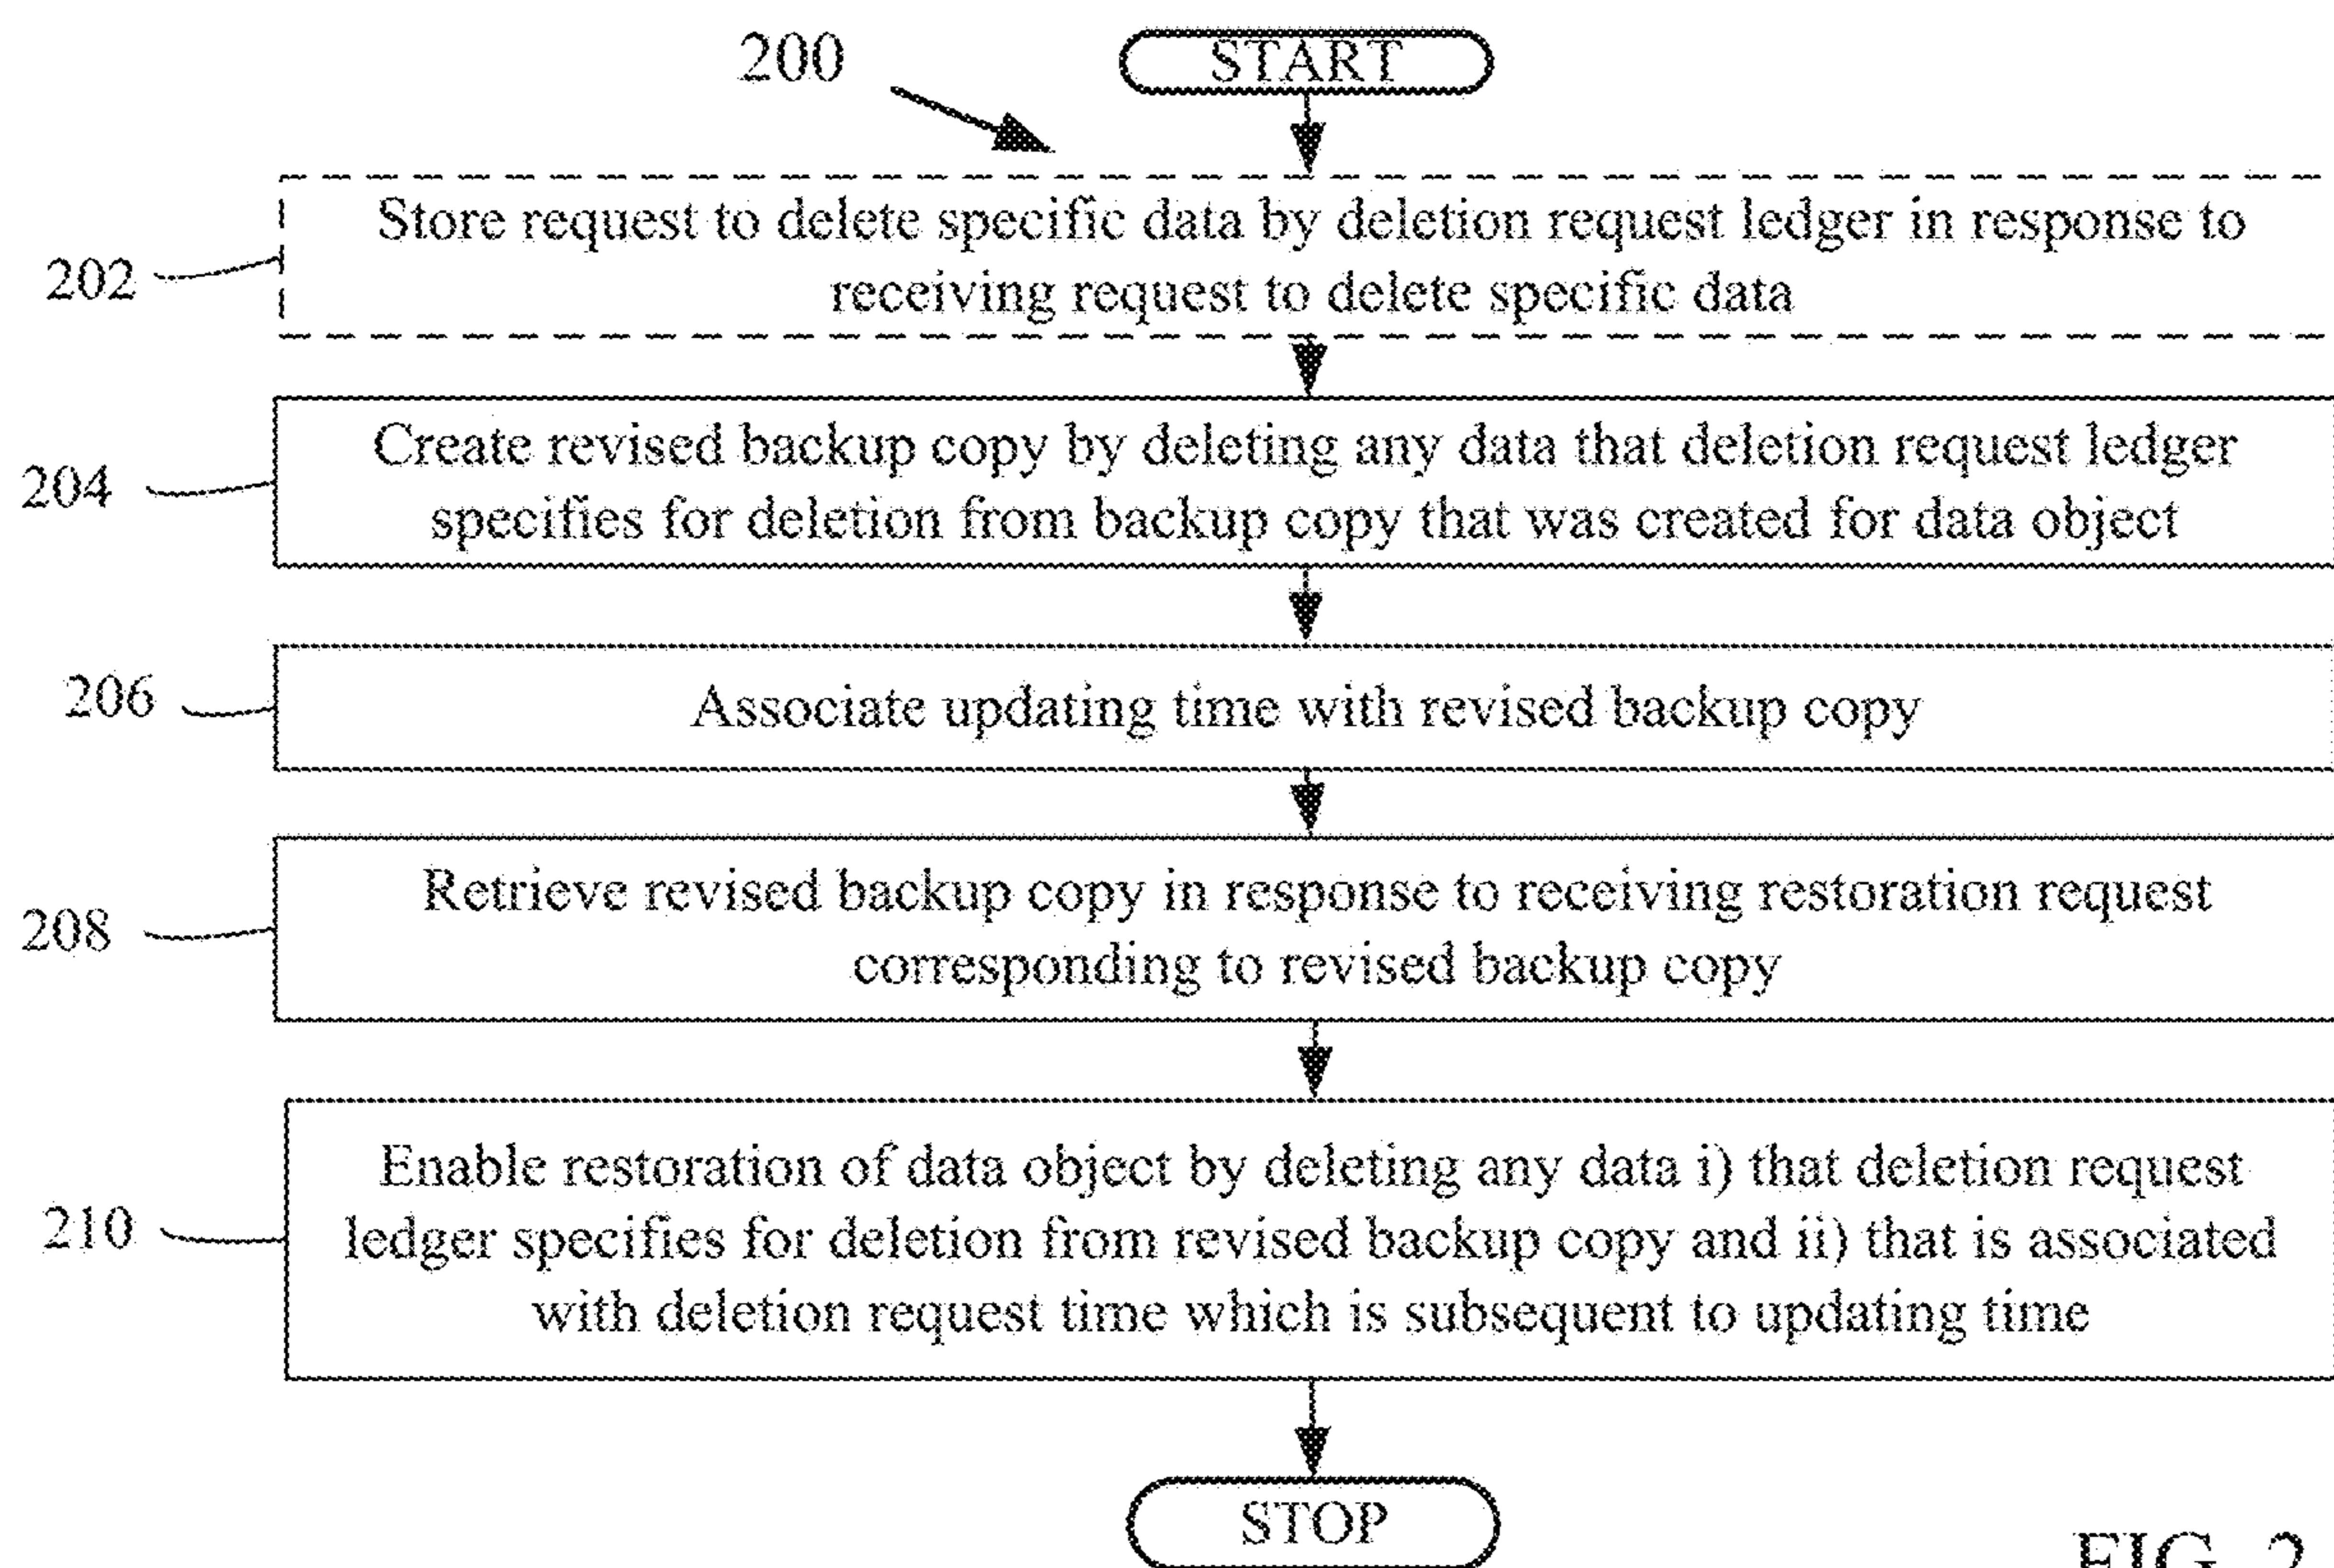 200
START
202
Store request to delete specific data by deletion request ledger in response to
receiving request to delete specific data
204
Create revised backup copy by deleting any data that deletion request ledger
specifies for deletion from backup copy that was created for data object
206
Associate updating time with revised backup copy
208
Retrieve revised backup copy in response to receiving restoration request
corresponding to revised backup copy
210
Enable restoration of data object by deleting any data i) that deletion request
ledger specifies for deletion from revised backup copy and ii) that is associated
with deletion request time which is subsequent to updating time
STOP
FIG. 2